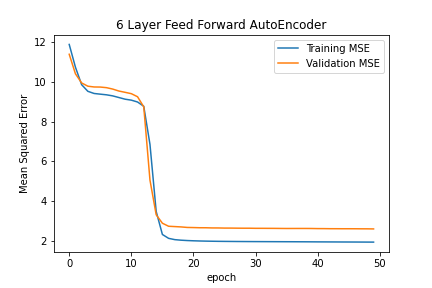 6 Layer Feed Forward AutoEncoder
Training MSE
Validation MSE
Mean Squared Error
12
10
8
6
4
2
0 10 20 30 40 50
epoch